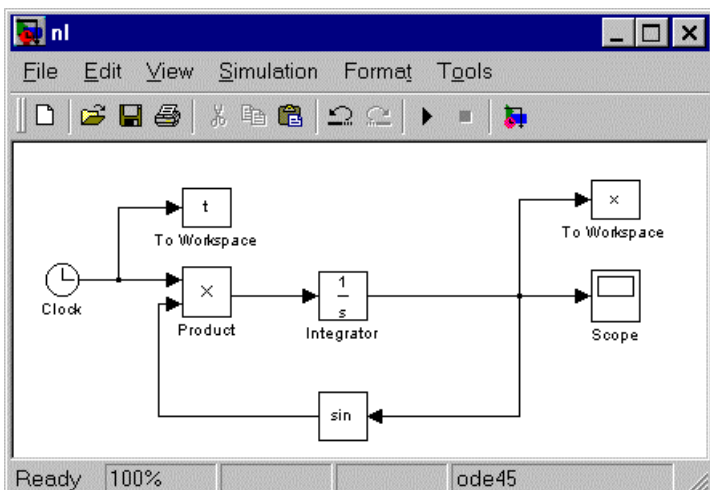 nl
File Edit View Simulation Format Tools
t
To Workspace
x
To Workspace
Clock
×
Product
1
s
Integrator
Scope
sin
Ready 100% ode45